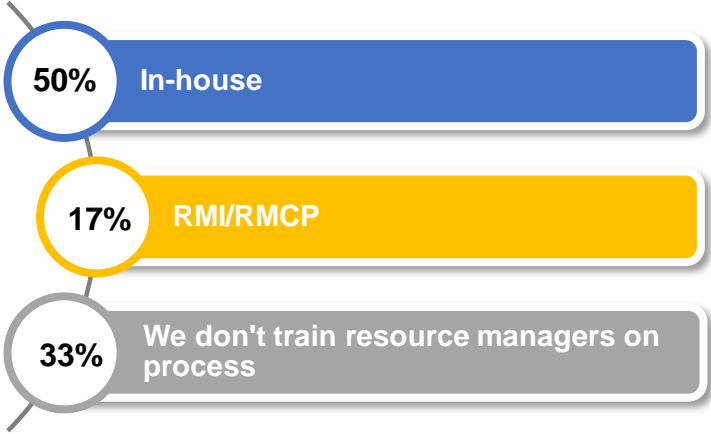 50% In-house
17% RMI/RMCP
33% We don't train resource managers on
process